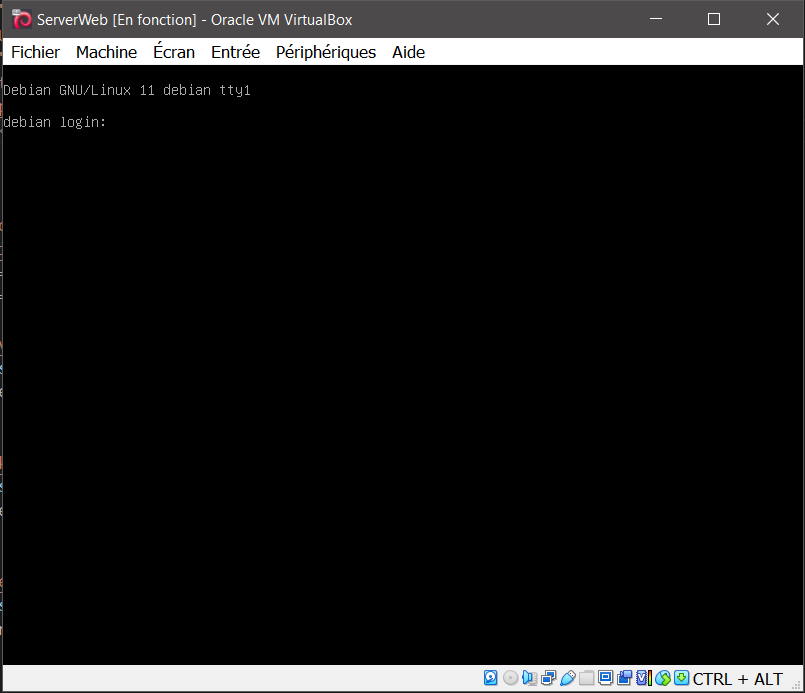 ServerWeb [En fonction] - Oracle VM VirtualBox
Fichier Machine Écran Entrée Périphériques Aide
Debian GNU/Linux 11 debian tty1
debian login:
CTRL + ALT